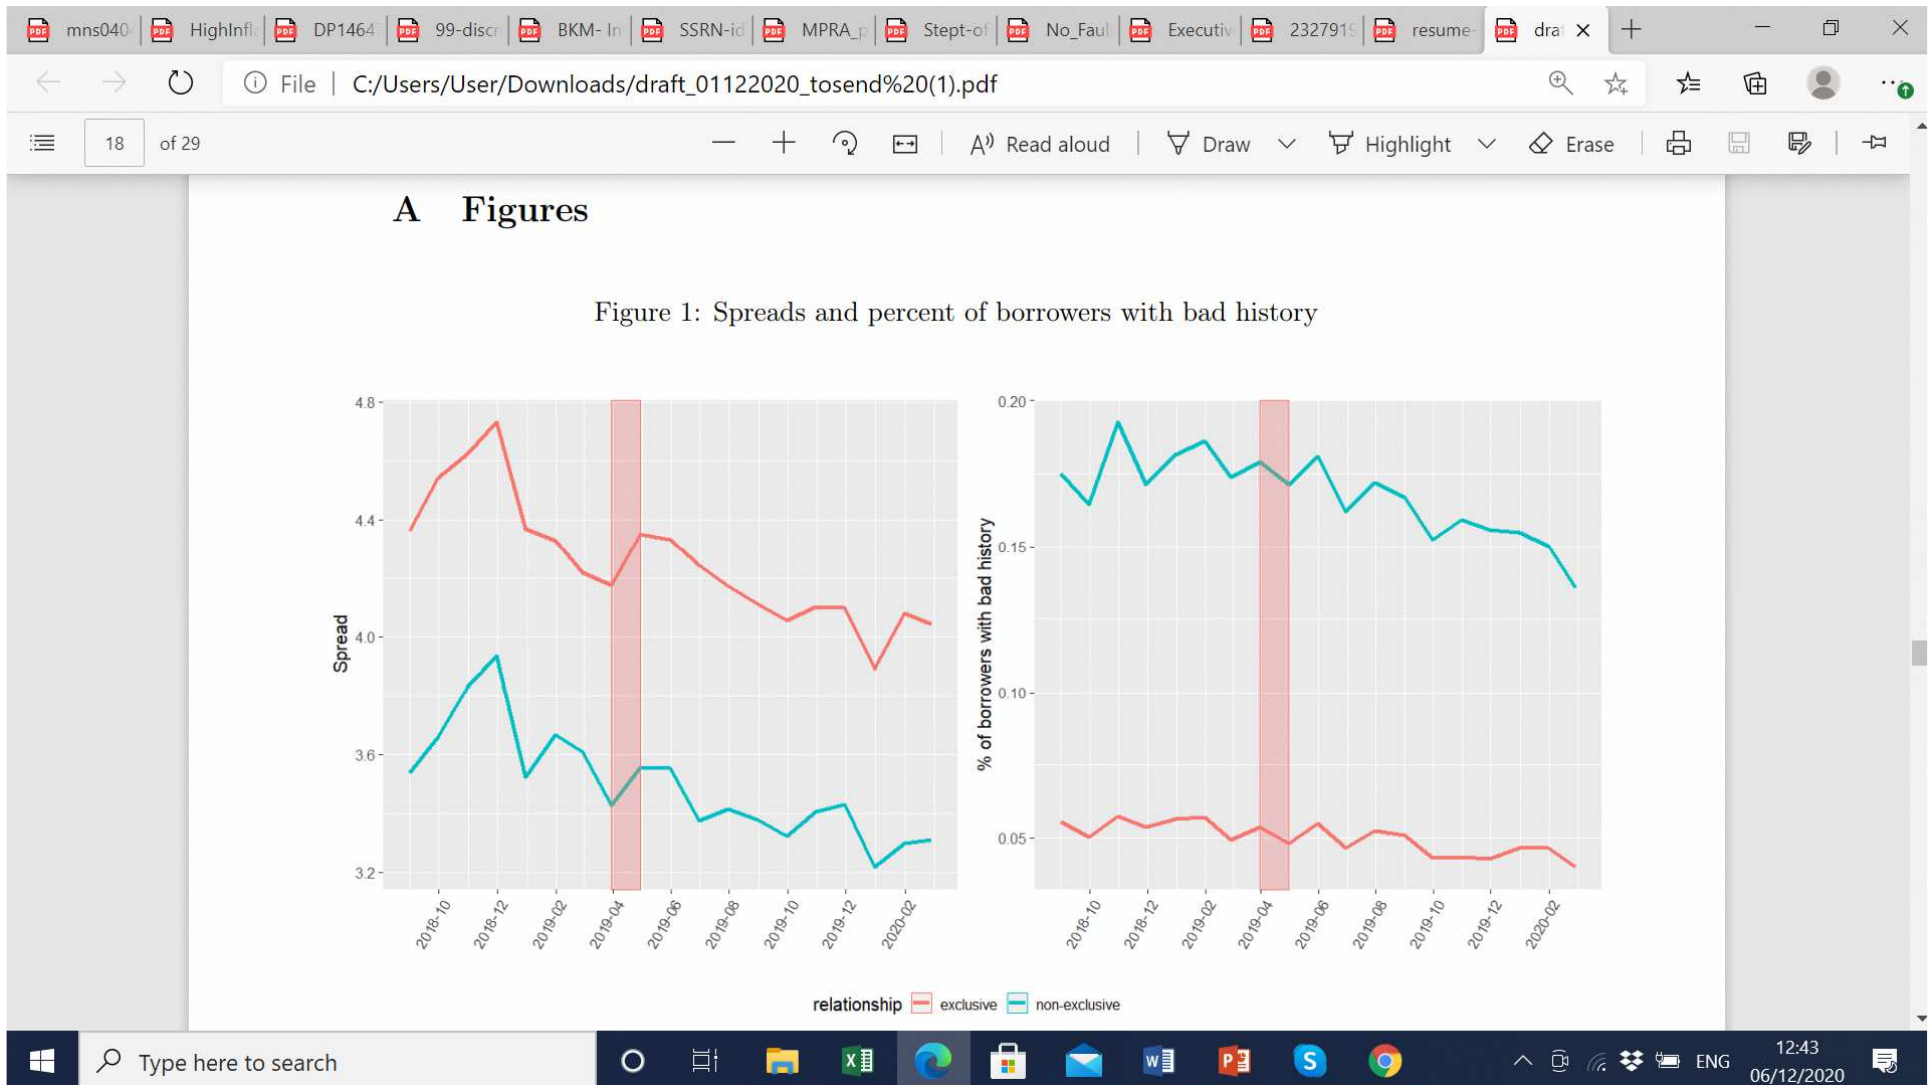 mns040 HighInfl DP1464 99-discr BKM- In SSRN-id MPRA_p Stept-of No_Faul Executiv 2327919 resume- draf
File C:/Users/User/Downloads/draft_01122020_tosend%20(1).pdf
18 of 29 Read aloud Draw Highlight Erase
A Figures
Figure 1: Spreads and percent of borrowers with bad history
4.8
4.4
4.0
3.6
3.2
Spread
2018-10 2018-12 2019-02 2019-04 2019-06 2019-08 2019-10 2019-12 2020-02
0.20
0.15
0.10
0.05
% of borrowers with bad history
2018-10 2018-12 2019-02 2019-04 2019-06 2019-08 2019-10 2019-12 2020-02
relationship exclusive non-exclusive
Type here to search
ENG
12:43
06/12/2020